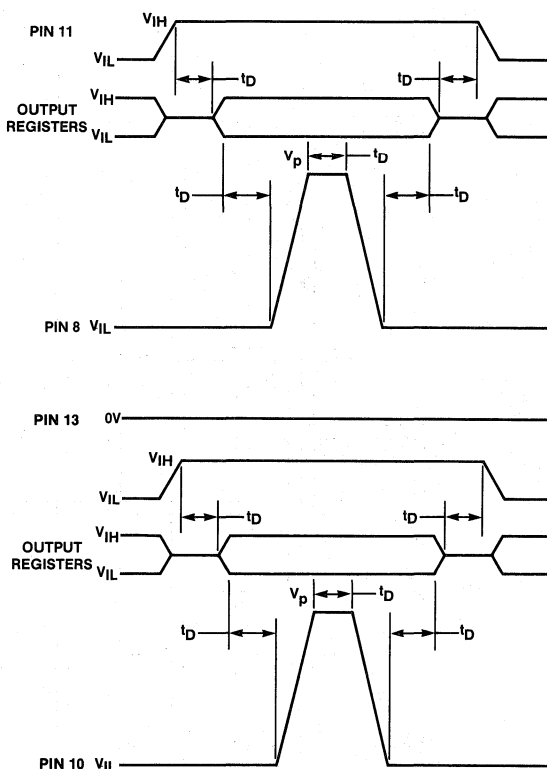 PIN 11
VIH
VIL
tD
tD
OUTPUT
REGISTERS
VIH
VIL
Vp
tD
tD
tD
PIN 8 VIL
PIN 13 0V
VIH
VIL
tD
tD
OUTPUT
REGISTERS
VIH
VIL
Vp
tD
tD
tD
PIN 10